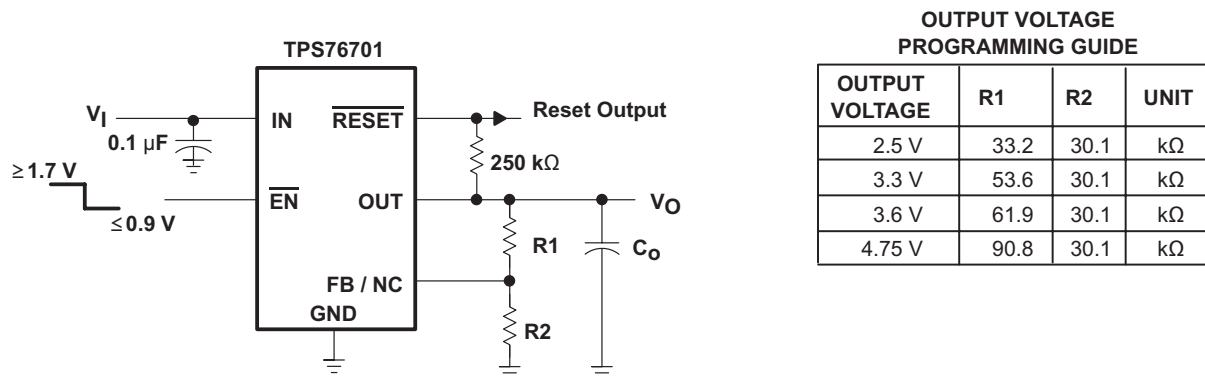 TPS76701
VI
0.1 µF
≥ 1.7 V
≤ 0.9 V
IN
RESET
EN
OUT
FB / NC
GND
Reset Output
250 kΩ
VO
R1
Co
R2
OUTPUT VOLTAGE
PROGRAMMING GUIDE
OUTPUT VOLTAGE R1 R2 UNIT
2.5 V 33.2 30.1 kΩ
3.3 V 53.6 30.1 kΩ
3.6 V 61.9 30.1 kΩ
4.75 V 90.8 30.1 kΩ